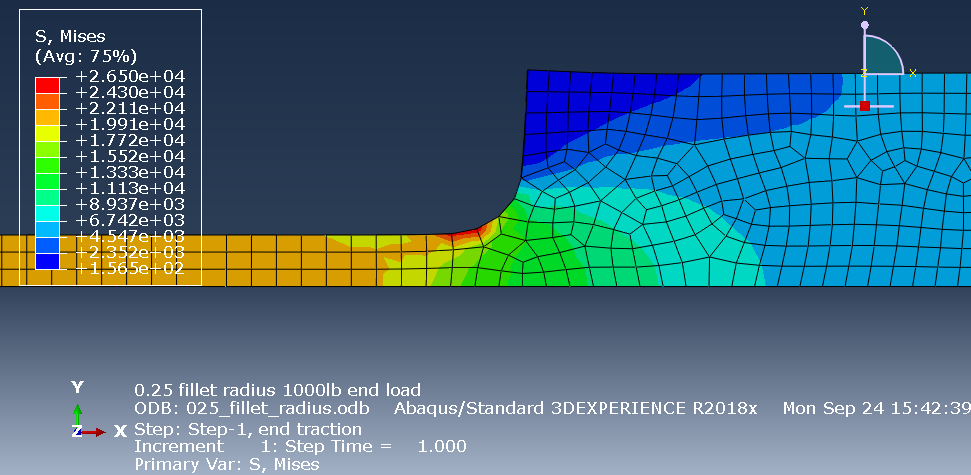 S, Mises
(Avg: 75%)
+2.650e+04
+2.430e+04
+2.211e+04
+1.991e+04
+1.772e+04
+1.552e+04
+1.333e+04
+1.113e+04
+8.937e+03
+6.742e+03
+4.547e+03
+2.352e+03
+1.565e+02
Y
Z X
Y
Z X
0.25 fillet radius 1000lb end load
ODB: 025_fillet_radius.odb Abaqus/Standard 3DEXPERIENCE R2018x Mon Sep 24 15:42:39
Step: Step-1, end traction
Increment 1: Step Time = 1.000
Primary Var: S, Mises